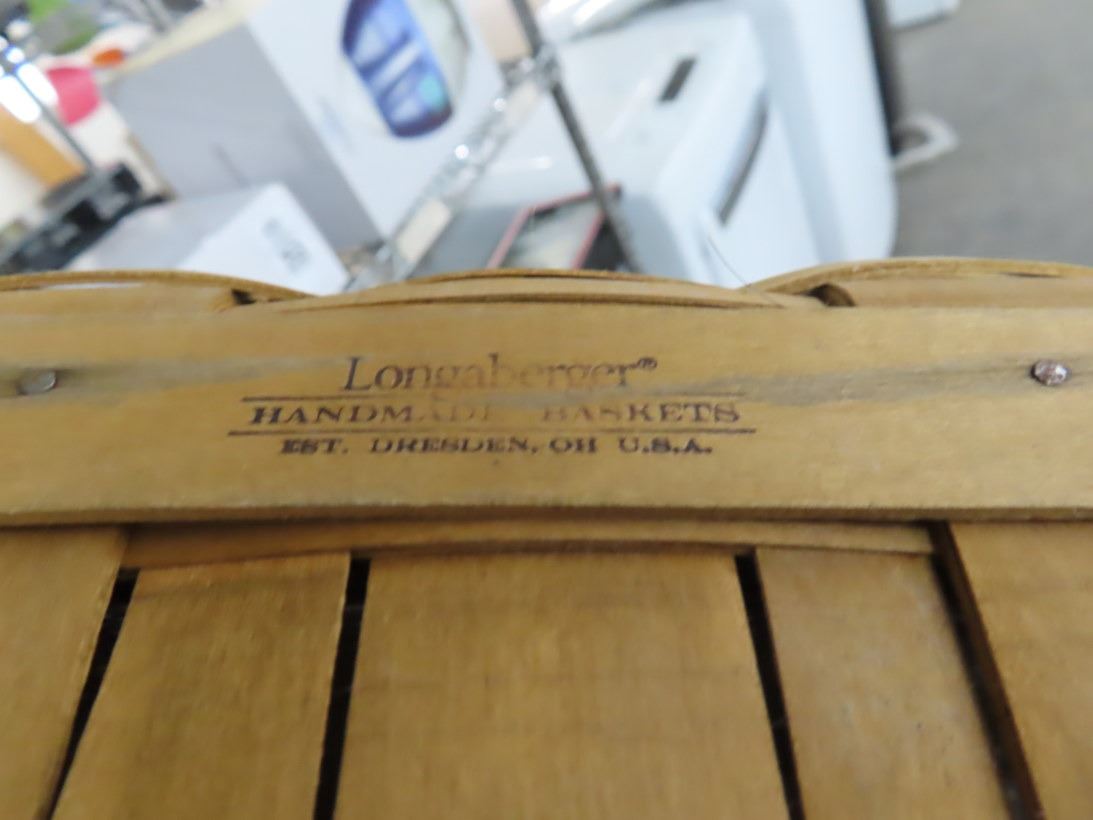 Longaberger®
HANDMADE BASKETS
EST. DRESDEN, OH U.S.A.